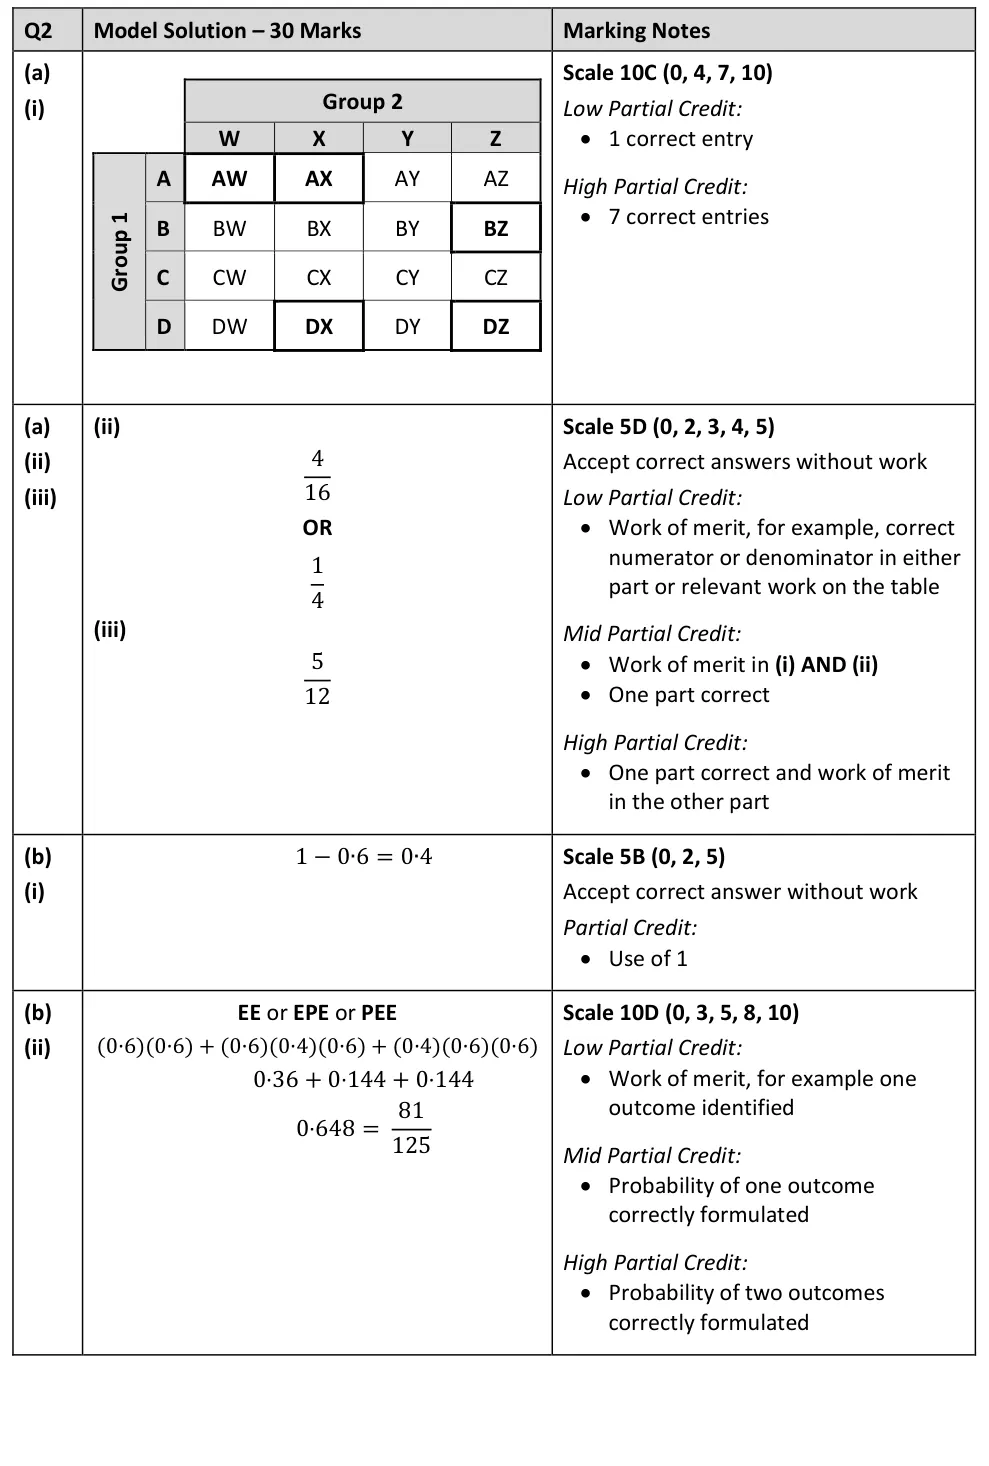 Q2 Model Solution – 30 Marks Marking Notes
(a)
(i)
Group 2
W X Y Z
Group 1
A AW AX AY AZ
B BW BX BY BZ
C CW CX CY CZ
D DW DX DY DZ
Scale 10C (0, 4, 7, 10)
Low Partial Credit:
• 1 correct entry
High Partial Credit:
• 7 correct entries
(a)
(ii)
(iii)
(ii)
4/16
OR
1/4
(iii)
5/12
Scale 5D (0, 2, 3, 4, 5)
Accept correct answers without work
Low Partial Credit:
• Work of merit, for example, correct
numerator or denominator in either
part or relevant work on the table
Mid Partial Credit:
• Work of merit in (i) AND (ii)
• One part correct
High Partial Credit:
• One part correct and work of merit
in the other part
(b)
(i)
1 − 0·6 = 0·4
Scale 5B (0, 2, 5)
Accept correct answer without work
Partial Credit:
• Use of 1
(b)
(ii)
EE or EPE or PEE
(0·6)(0·6) + (0·6)(0·4)(0·6) + (0·4)(0·6)(0·6)
0·36 + 0·144 + 0·144
0·648 = 81/125
Scale 10D (0, 3, 5, 8, 10)
Low Partial Credit:
• Work of merit, for example one
outcome identified
Mid Partial Credit:
• Probability of one outcome
correctly formulated
High Partial Credit:
• Probability of two outcomes
correctly formulated